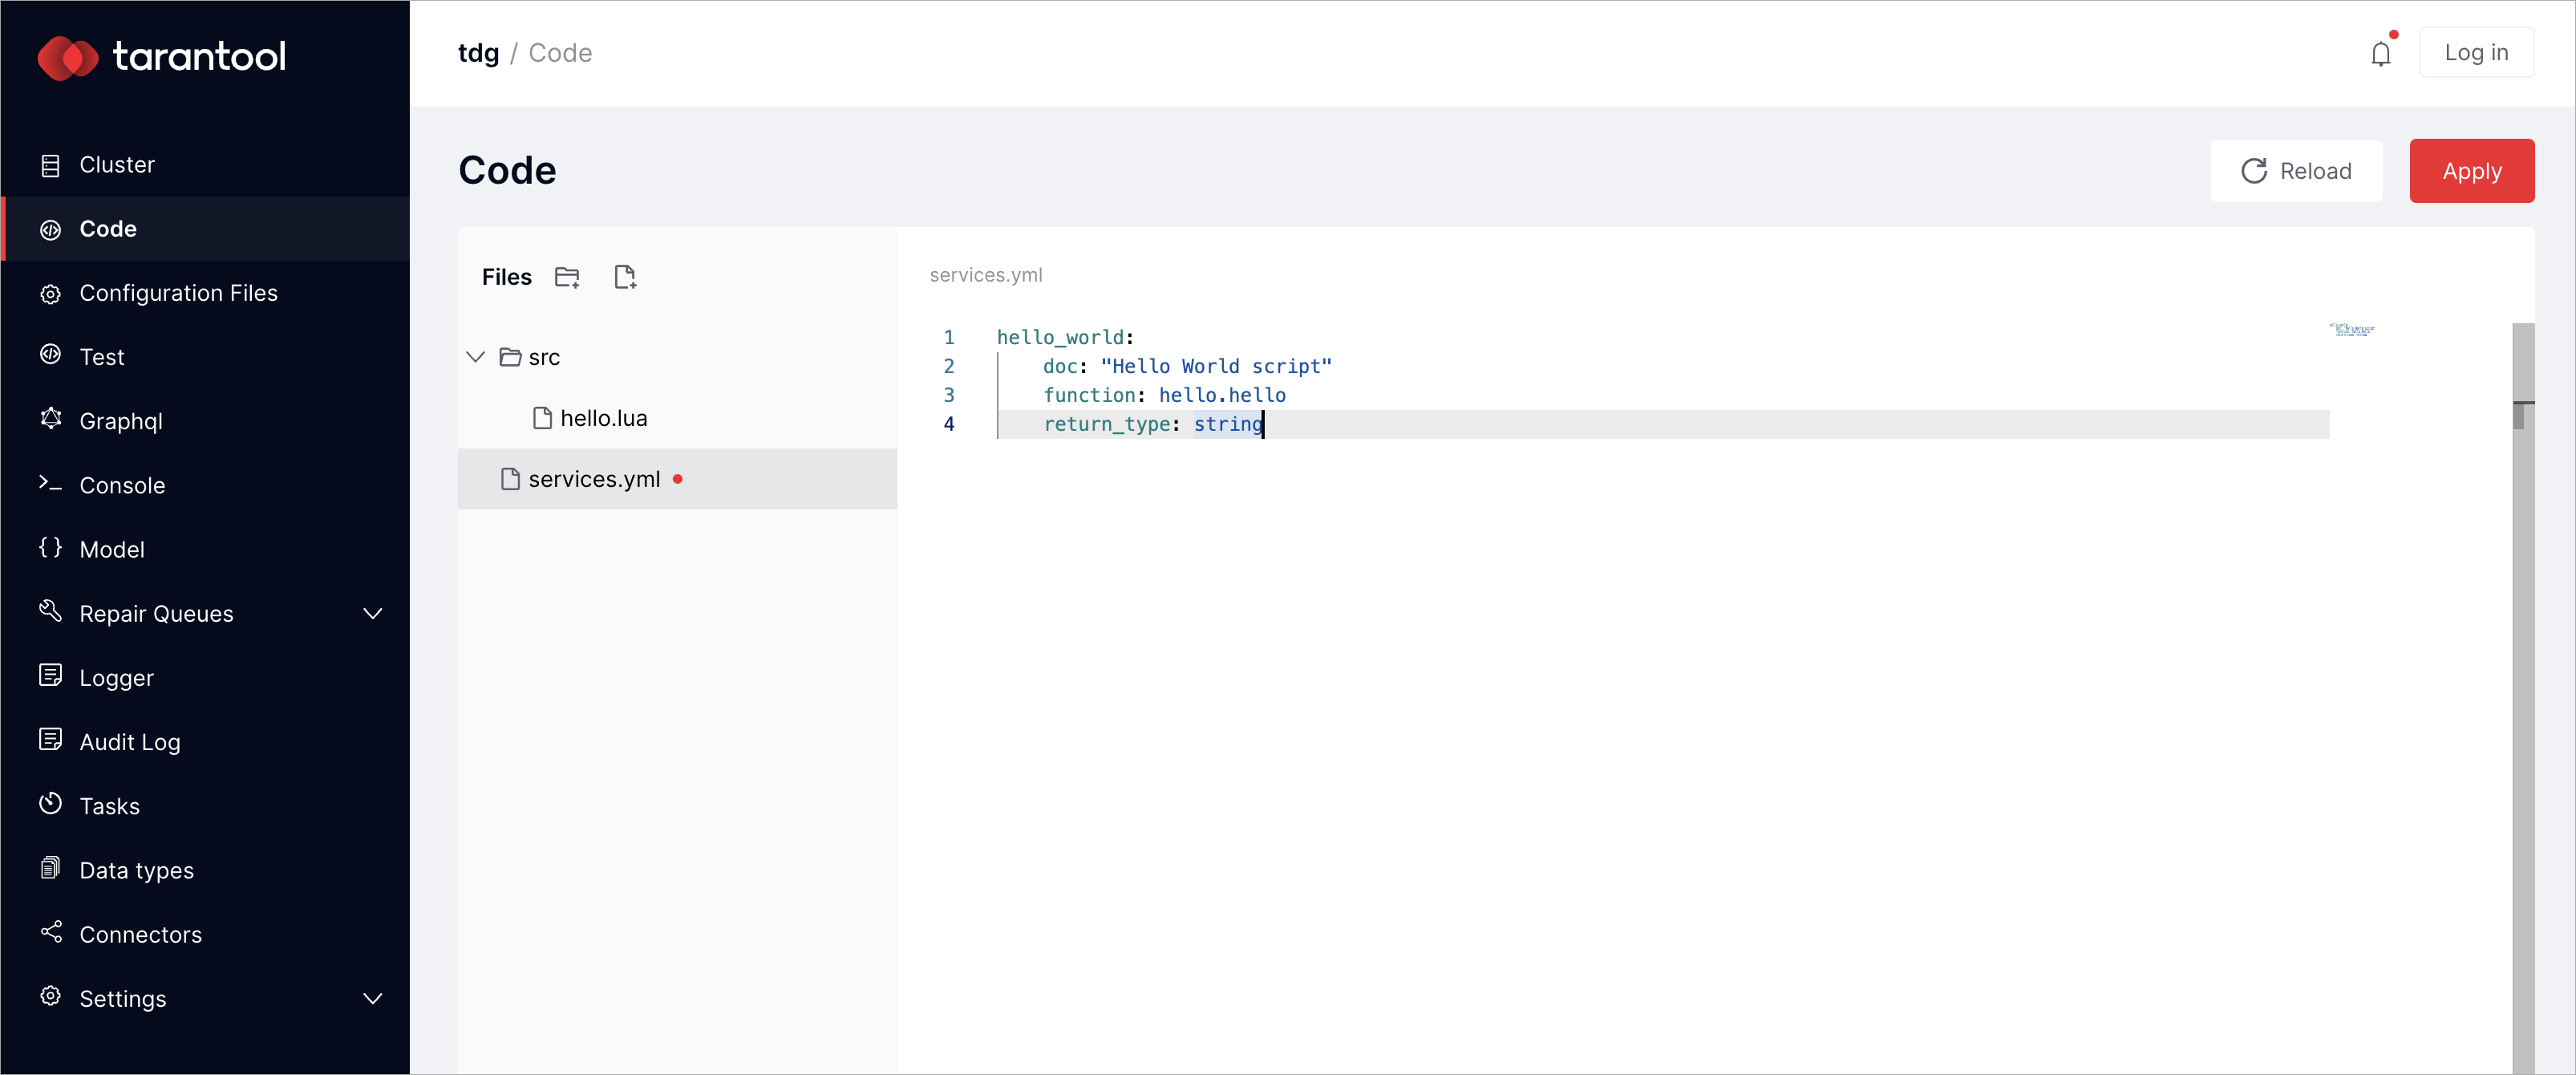 tarantool
Cluster
Code
Configuration Files
Test
Graphql
Console
Model
Repair Queues
Logger
Audit Log
Tasks
Data types
Connectors
Settings
tdg / Code
Log in
Code
Reload
Apply
Files
src
hello.lua
services.yml
services.yml
1 hello_world:
2     doc: "Hello World script"
3     function: hello.hello
4     return_type: string